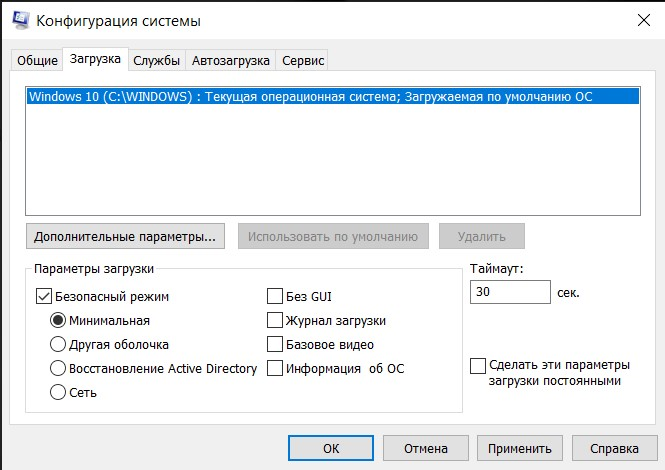 Конфигурация системы
Общие Загрузка Службы Автозагрузка Сервис
Windows 10 (C:\WINDOWS) : Текущая операционная система; Загружаемая по умолчанию ОС
Дополнительные параметры... Использовать по умолчанию Удалить
Параметры загрузки
Безопасный режим
Минимальная
Другая оболочка
Восстановление Active Directory
Сеть
Без GUI
Журнал загрузки
Базовое видео
Информация об ОС
Таймаут:
30 сек.
Сделать эти параметры
загрузки постоянными
ОК Отмена Применить Справка